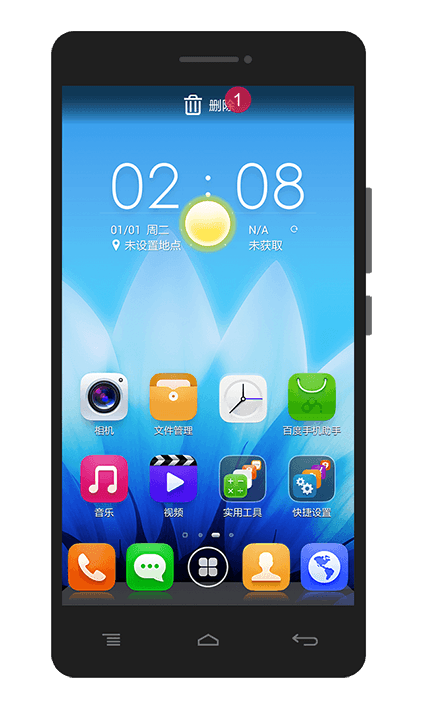 删除 1
02:08
01/01 周二 N/A
未设置地点 未获取
相机 文件管理 百度手机助手
音乐 视频 实用工具 快捷设置